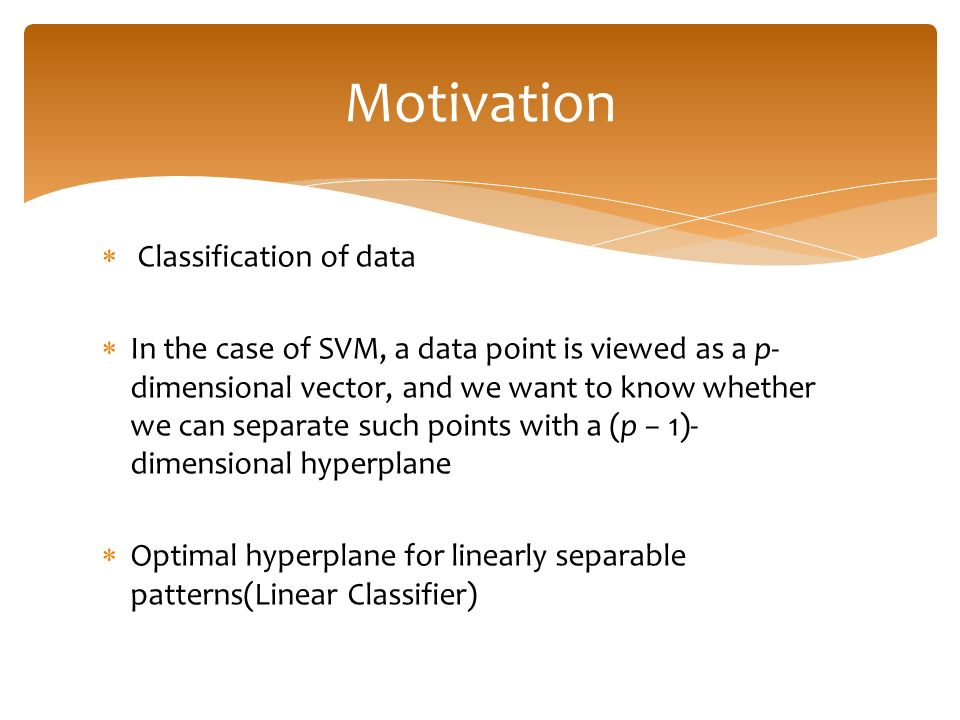 Motivation
* Classification of data
* In the case of SVM, a data point is viewed as a p-
dimensional vector, and we want to know whether
we can separate such points with a (p – 1)-
dimensional hyperplane
* Optimal hyperplane for linearly separable
patterns(Linear Classifier)